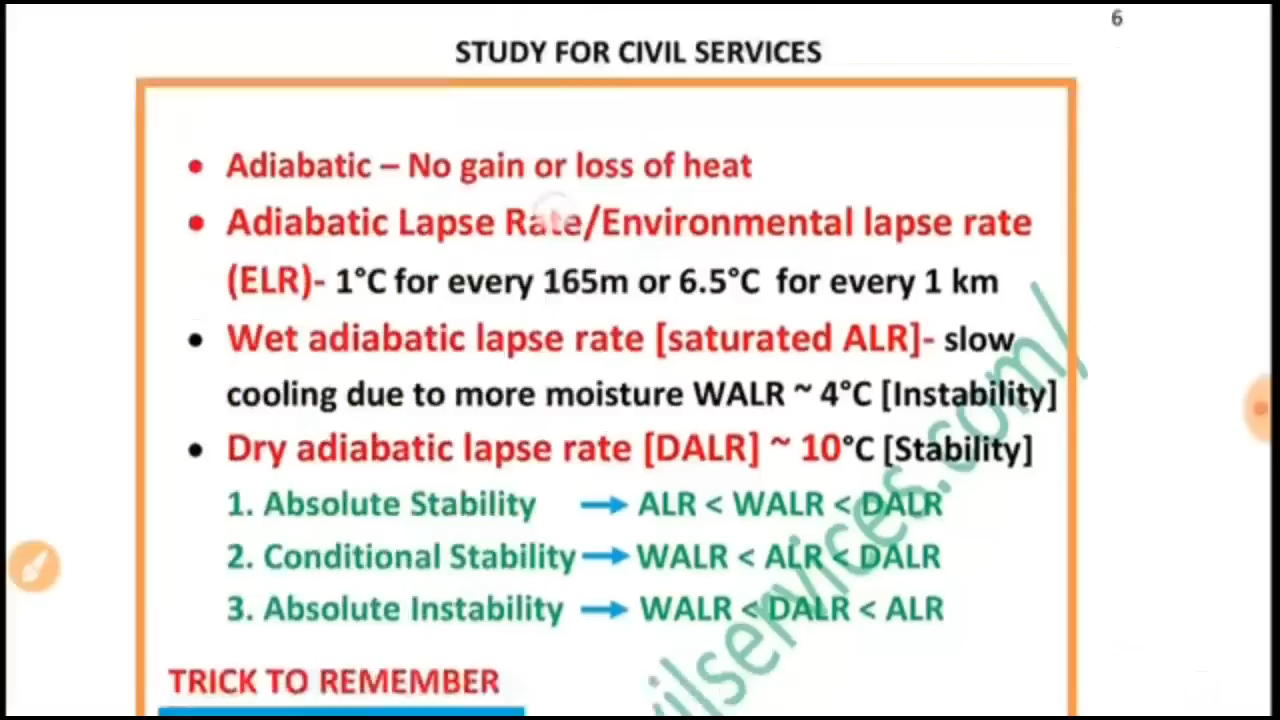 6
STUDY FOR CIVIL SERVICES
• Adiabatic – No gain or loss of heat
• Adiabatic Lapse Rate/Environmental lapse rate
(ELR)- 1°C for every 165m or 6.5°C for every 1 km
• Wet adiabatic lapse rate [saturated ALR]- slow
cooling due to more moisture WALR ~ 4°C [Instability]
• Dry adiabatic lapse rate [DALR] ~ 10°C [Stability]
1. Absolute Stability → ALR < WALR < DALR
2. Conditional Stability → WALR < ALR < DALR
3. Absolute Instability → WALR < DALR < ALR
TRICK TO REMEMBER
vilservices.com/